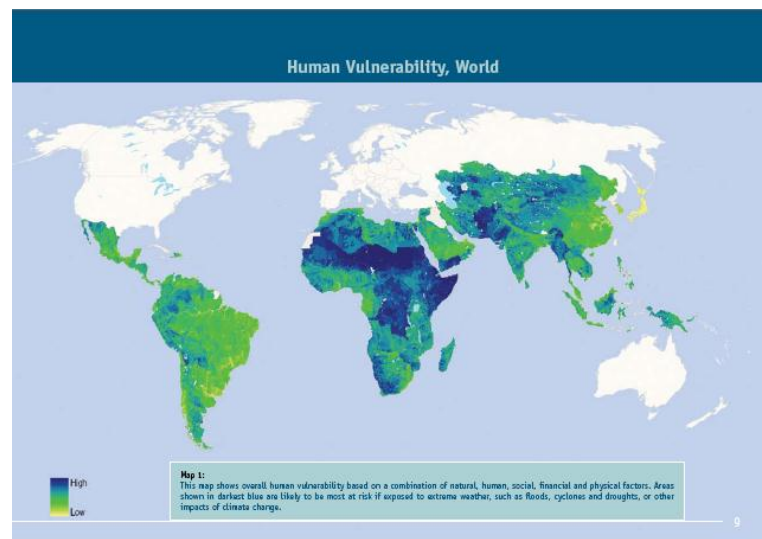 Human Vulnerability, World
High
Low
Map 1:
This map shows overall human vulnerability based on a combination of natural, human, social, financial and physical factors. Areas
shown in darkest blue are likely to be most at risk if exposed to extreme weather, such as floods, cyclones and droughts, or other
impacts of climate change.
9